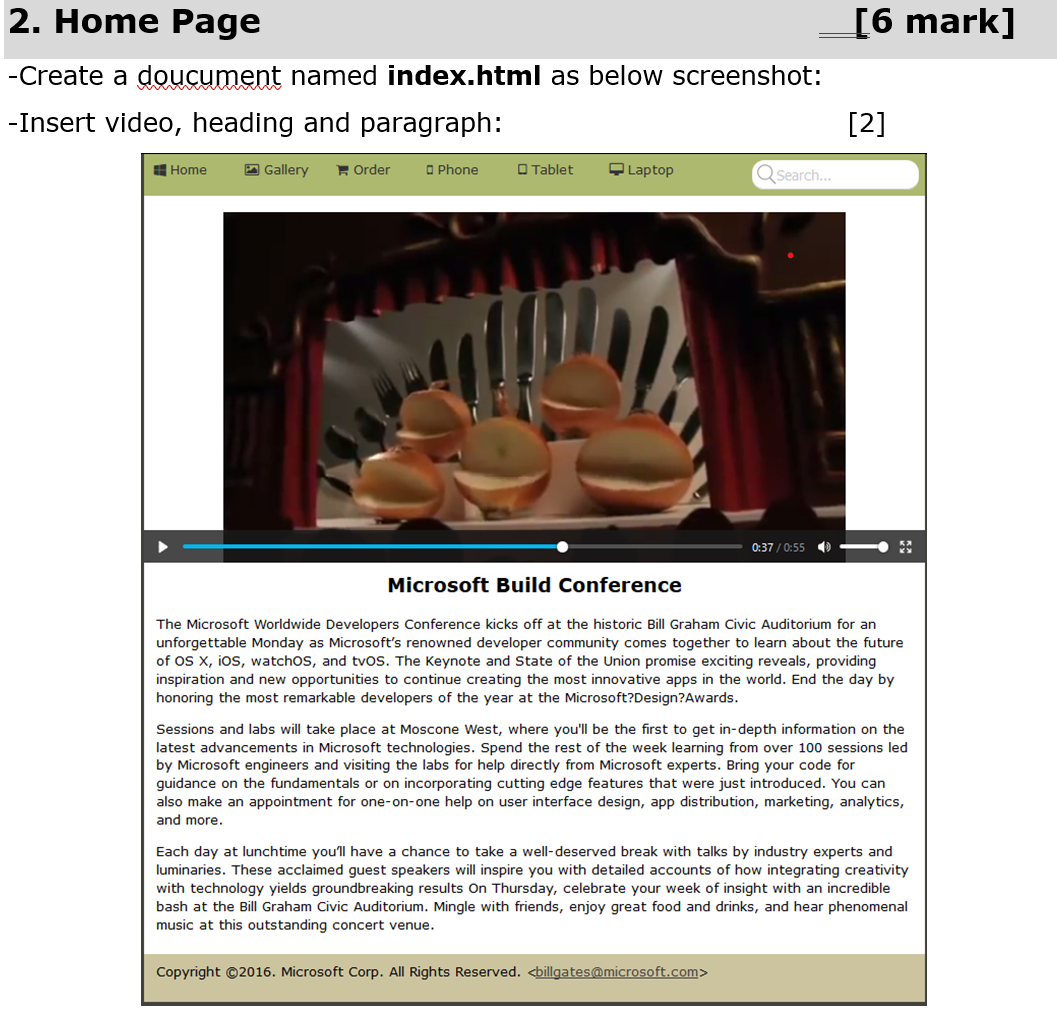 2. Home Page [6 mark]
-Create a doucument named index.html as below screenshot:
-Insert video, heading and paragraph: [2]
Home Gallery Order Phone Tablet Laptop Search...
0:37 / 0:55
Microsoft Build Conference
The Microsoft Worldwide Developers Conference kicks off at the historic Bill Graham Civic Auditorium for an
unforgettable Monday as Microsoft’s renowned developer community comes together to learn about the future
of OS X, iOS, watchOS, and tvOS. The Keynote and State of the Union promise exciting reveals, providing
inspiration and new opportunities to continue creating the most innovative apps in the world. End the day by
honoring the most remarkable developers of the year at the Microsoft?Design?Awards.
Sessions and labs will take place at Moscone West, where you'll be the first to get in-depth information on the
latest advancements in Microsoft technologies. Spend the rest of the week learning from over 100 sessions led
by Microsoft engineers and visiting the labs for help directly from Microsoft experts. Bring your code for
guidance on the fundamentals or on incorporating cutting edge features that were just introduced. You can
also make an appointment for one-on-one help on user interface design, app distribution, marketing, analytics,
and more.
Each day at lunchtime you’ll have a chance to take a well-deserved break with talks by industry experts and
luminaries. These acclaimed guest speakers will inspire you with detailed accounts of how integrating creativity
with technology yields groundbreaking results On Thursday, celebrate your week of insight with an incredible
bash at the Bill Graham Civic Auditorium. Mingle with friends, enjoy great food and drinks, and hear phenomenal
music at this outstanding concert venue.
Copyright ©2016. Microsoft Corp. All Rights Reserved. <billgates@microsoft.com>